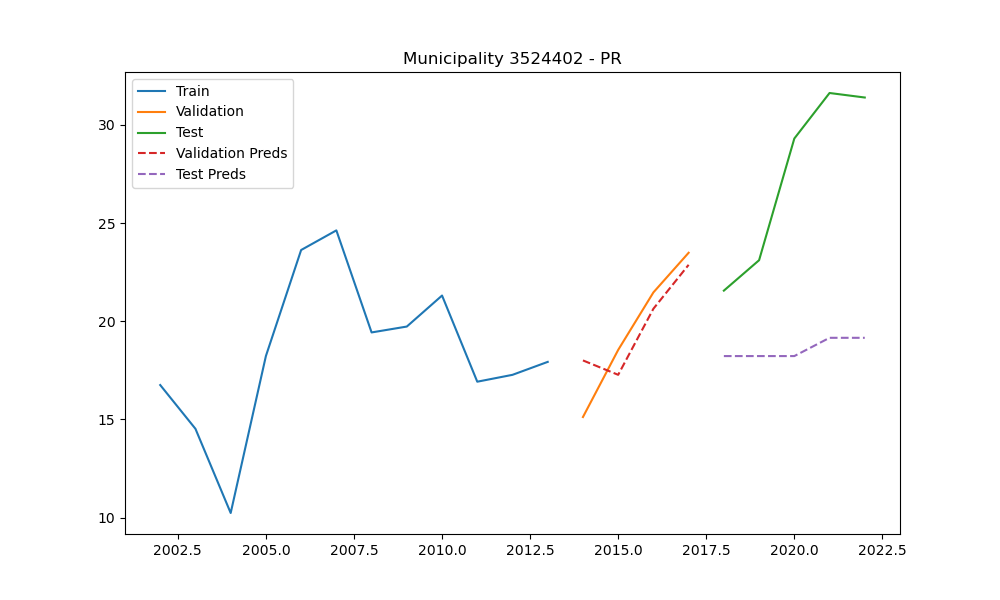 Municipality 3524402 - PR
Train
Validation
Test
Validation Preds
Test Preds
30
25
20
15
10
2002.5 2005.0 2007.5 2010.0 2012.5 2015.0 2017.5 2020.0 2022.5